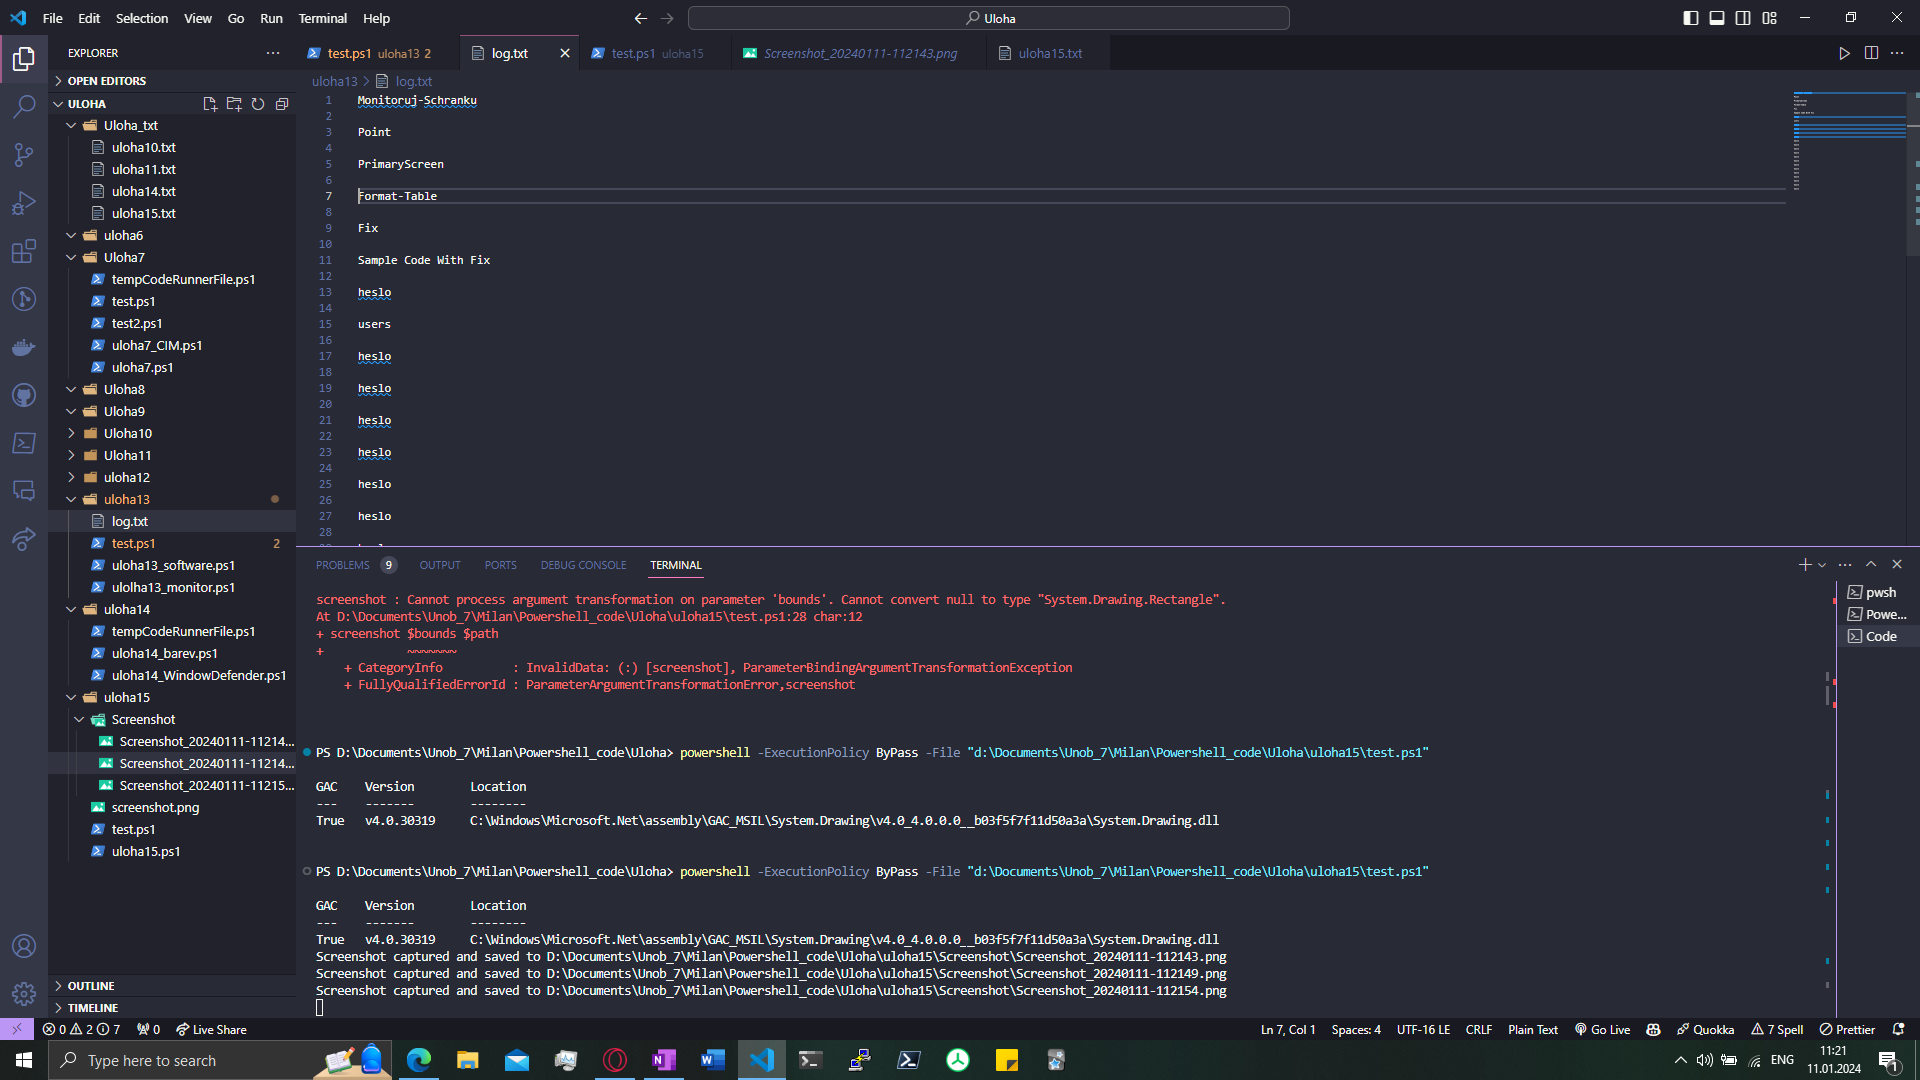 File Edit Selection View Go Run Terminal Help
Uloha
EXPLORER
test.ps1 uloha13 2
log.txt
test.ps1 uloha15
Screenshot_20240111-112143.png
uloha15.txt
OPEN EDITORS
ULOHA
Uloha_txt
uloha10.txt
uloha11.txt
uloha14.txt
uloha15.txt
uloha6
Uloha7
tempCodeRunnerFile.ps1
test.ps1
test2.ps1
uloha7_CIM.ps1
uloha7.ps1
Uloha8
Uloha9
Uloha10
Uloha11
uloha12
uloha13
log.txt
test.ps1 2
uloha13_software.ps1
ulolha13_monitor.ps1
uloha14
tempCodeRunnerFile.ps1
uloha14_barev.ps1
uloha14_WindowDefender.ps1
uloha15
Screenshot
Screenshot_20240111-11214...
Screenshot_20240111-11214...
Screenshot_20240111-11215...
screenshot.png
test.ps1
uloha15.ps1
OUTLINE
TIMELINE
uloha13 > log.txt
1 Monitoruj-Schranku
2
3 Point
4
5 PrimaryScreen
6
7 Format-Table
8
9 Fix
10
11 Sample Code With Fix
12
13 heslo
14
15 users
16
17 heslo
18
19 heslo
20
21 heslo
22
23 heslo
24
25 heslo
26
27 heslo
28
PROBLEMS 9 OUTPUT PORTS DEBUG CONSOLE TERMINAL
screenshot : Cannot process argument transformation on parameter 'bounds'. Cannot convert null to type "System.Drawing.Rectangle".
At D:\Documents\Unob_7\Milan\Powershell_code\Uloha\uloha15\test.ps1:28 char:12
+ screenshot $bounds $path
+ ~~~~~~~
+ CategoryInfo : InvalidData: (:) [screenshot], ParameterBindingArgumentTransformationException
+ FullyQualifiedErrorId : ParameterArgumentTransformationError,screenshot
PS D:\Documents\Unob_7\Milan\Powershell_code\Uloha> powershell -ExecutionPolicy ByPass -File "d:\Documents\Unob_7\Milan\Powershell_code\Uloha\uloha15\test.ps1"
GAC Version Location
--- ------- --------
True v4.0.30319 C:\Windows\Microsoft.Net\assembly\GAC_MSIL\System.Drawing\v4.0_4.0.0.0__b03f5f7f11d50a3a\System.Drawing.dll
PS D:\Documents\Unob_7\Milan\Powershell_code\Uloha> powershell -ExecutionPolicy ByPass -File "d:\Documents\Unob_7\Milan\Powershell_code\Uloha\uloha15\test.ps1"
GAC Version Location
--- ------- --------
True v4.0.30319 C:\Windows\Microsoft.Net\assembly\GAC_MSIL\System.Drawing\v4.0_4.0.0.0__b03f5f7f11d50a3a\System.Drawing.dll
Screenshot captured and saved to D:\Documents\Unob_7\Milan\Powershell_code\Uloha\uloha15\Screenshot\Screenshot_20240111-112143.png
Screenshot captured and saved to D:\Documents\Unob_7\Milan\Powershell_code\Uloha\uloha15\Screenshot\Screenshot_20240111-112149.png
Screenshot captured and saved to D:\Documents\Unob_7\Milan\Powershell_code\Uloha\uloha15\Screenshot\Screenshot_20240111-112154.png
pwsh
Powe...
Code
0 2 7 0 Live Share
Ln 7, Col 1 Spaces: 4 UTF-16 LE CRLF Plain Text Go Live Quokka 7 Spell Prettier
Type here to search
ENG
11:21
11.01.2024
1